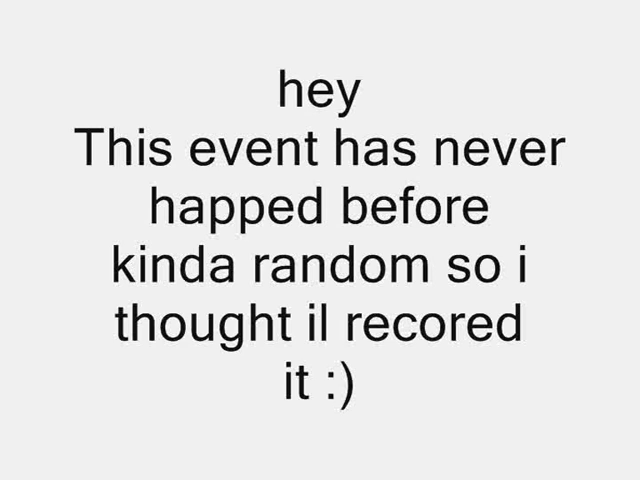 hey
This event has never
happed before
kinda random so i
thought il recored
it :)